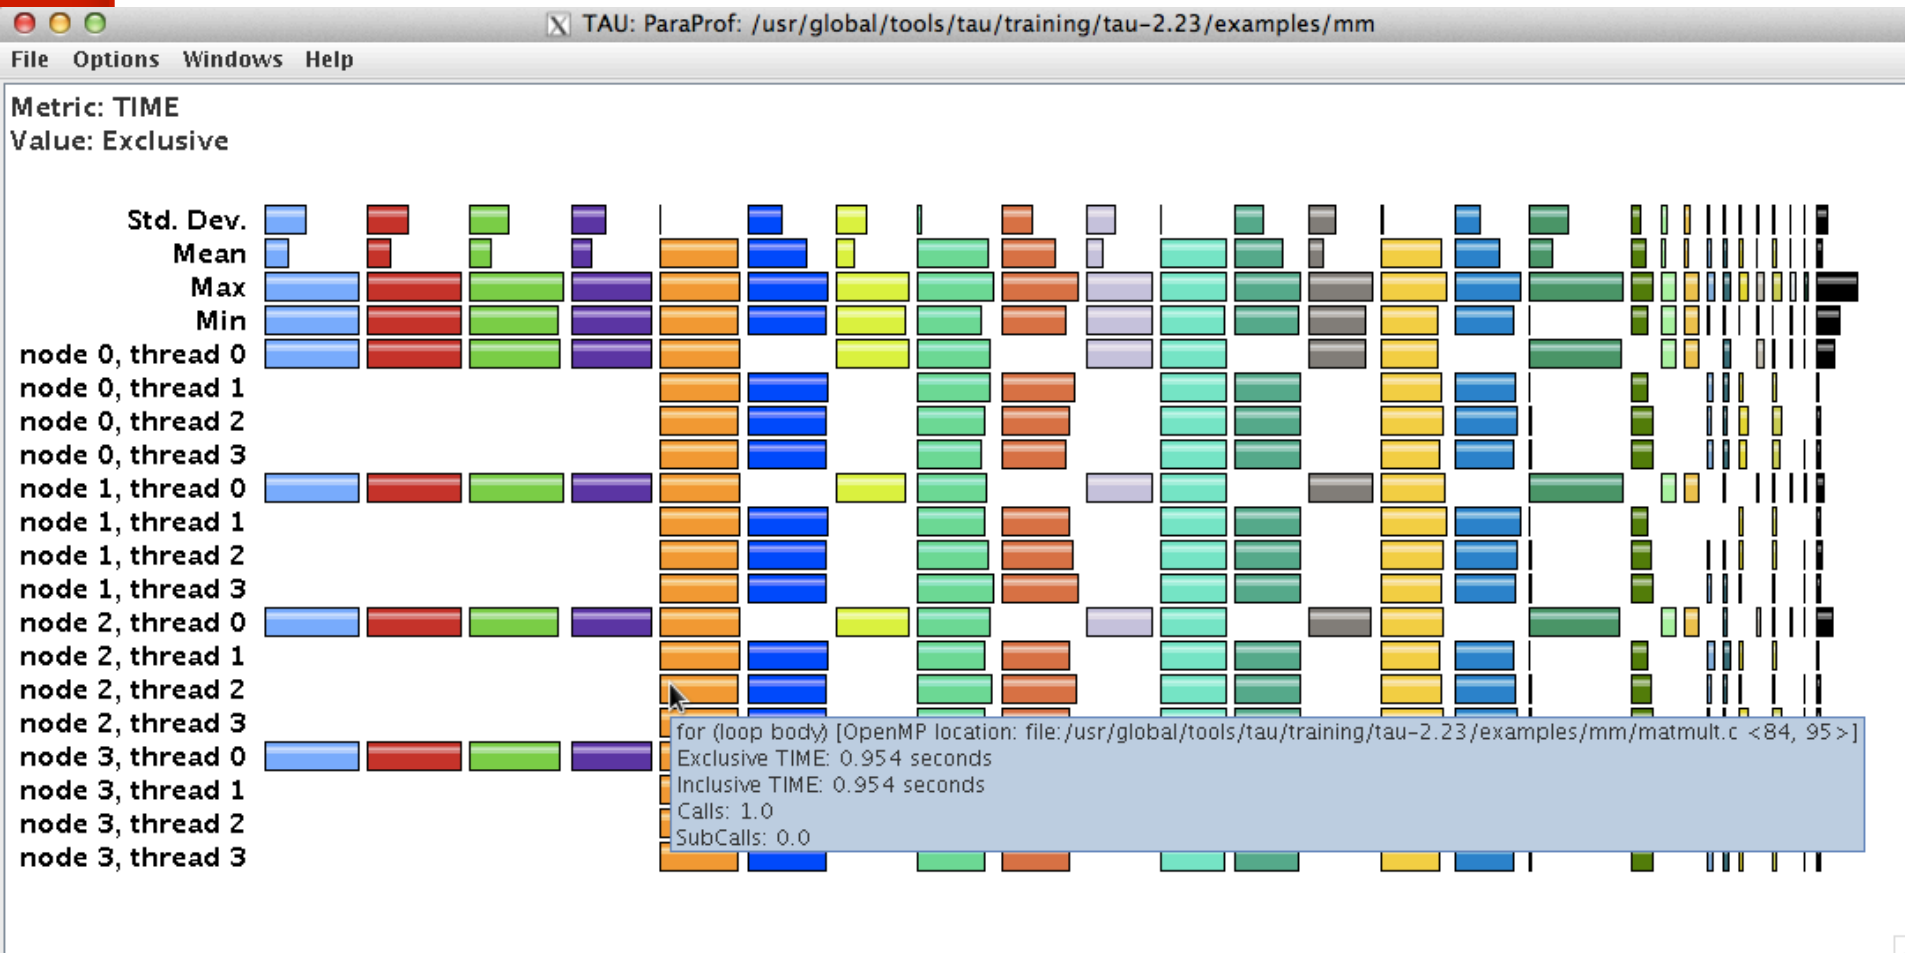 TAU: ParaProf: /usr/global/tools/tau/training/tau-2.23/examples/mm
File Options Windows Help
Metric: TIME
Value: Exclusive
Std. Dev.
Mean
Max
Min
node 0, thread 0
node 0, thread 1
node 0, thread 2
node 0, thread 3
node 1, thread 0
node 1, thread 1
node 1, thread 2
node 1, thread 3
node 2, thread 0
node 2, thread 1
node 2, thread 2
node 2, thread 3
for (loop body) [OpenMP location: file:/usr/global/tools/tau/training/tau-2.23/examples/mm/matmult.c <84, 95>]
Exclusive TIME: 0.954 seconds
Inclusive TIME: 0.954 seconds
Calls: 1.0
SubCalls: 0.0
node 3, thread 0
node 3, thread 1
node 3, thread 2
node 3, thread 3